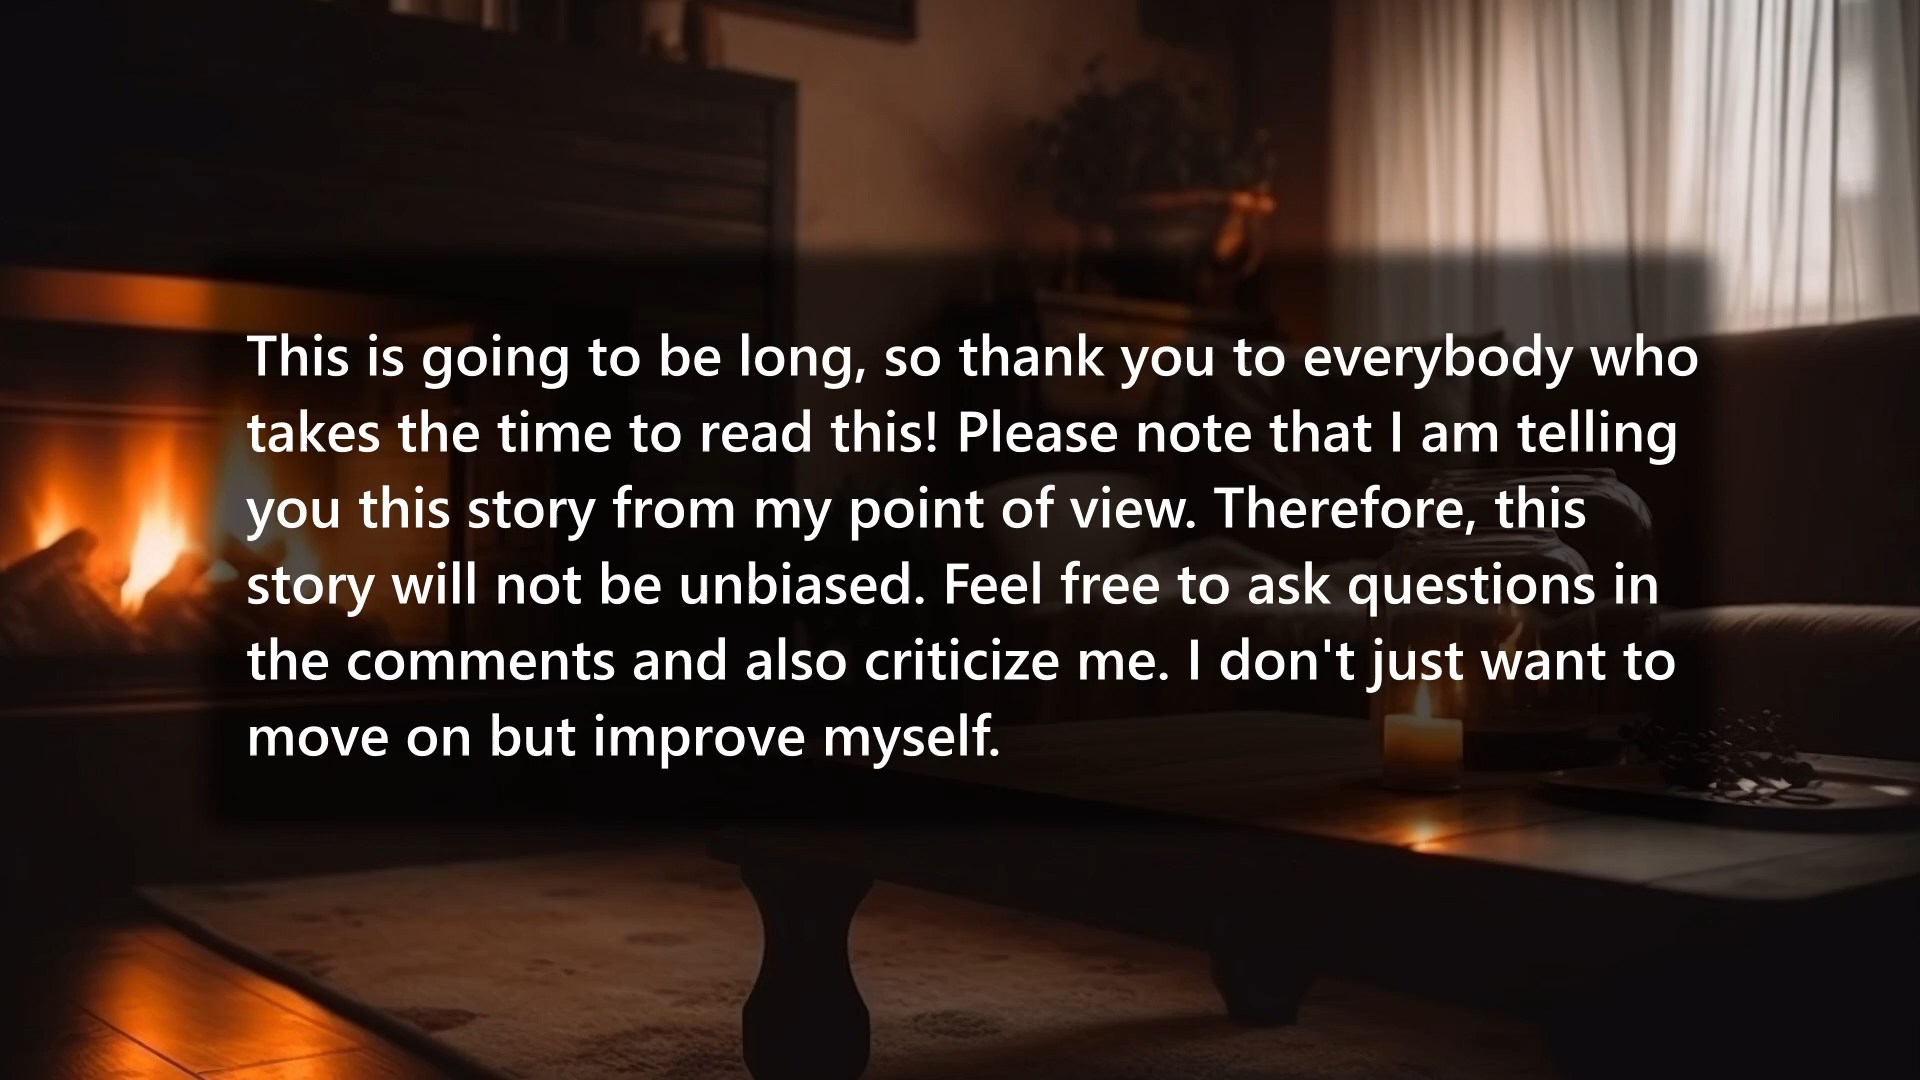 This is going to be long, so thank you to everybody who
takes the time to read this! Please note that I am telling
you this story from my point of view. Therefore, this
story will not be unbiased. Feel free to ask questions in
the comments and also criticize me. I don't just want to
move on but improve myself.